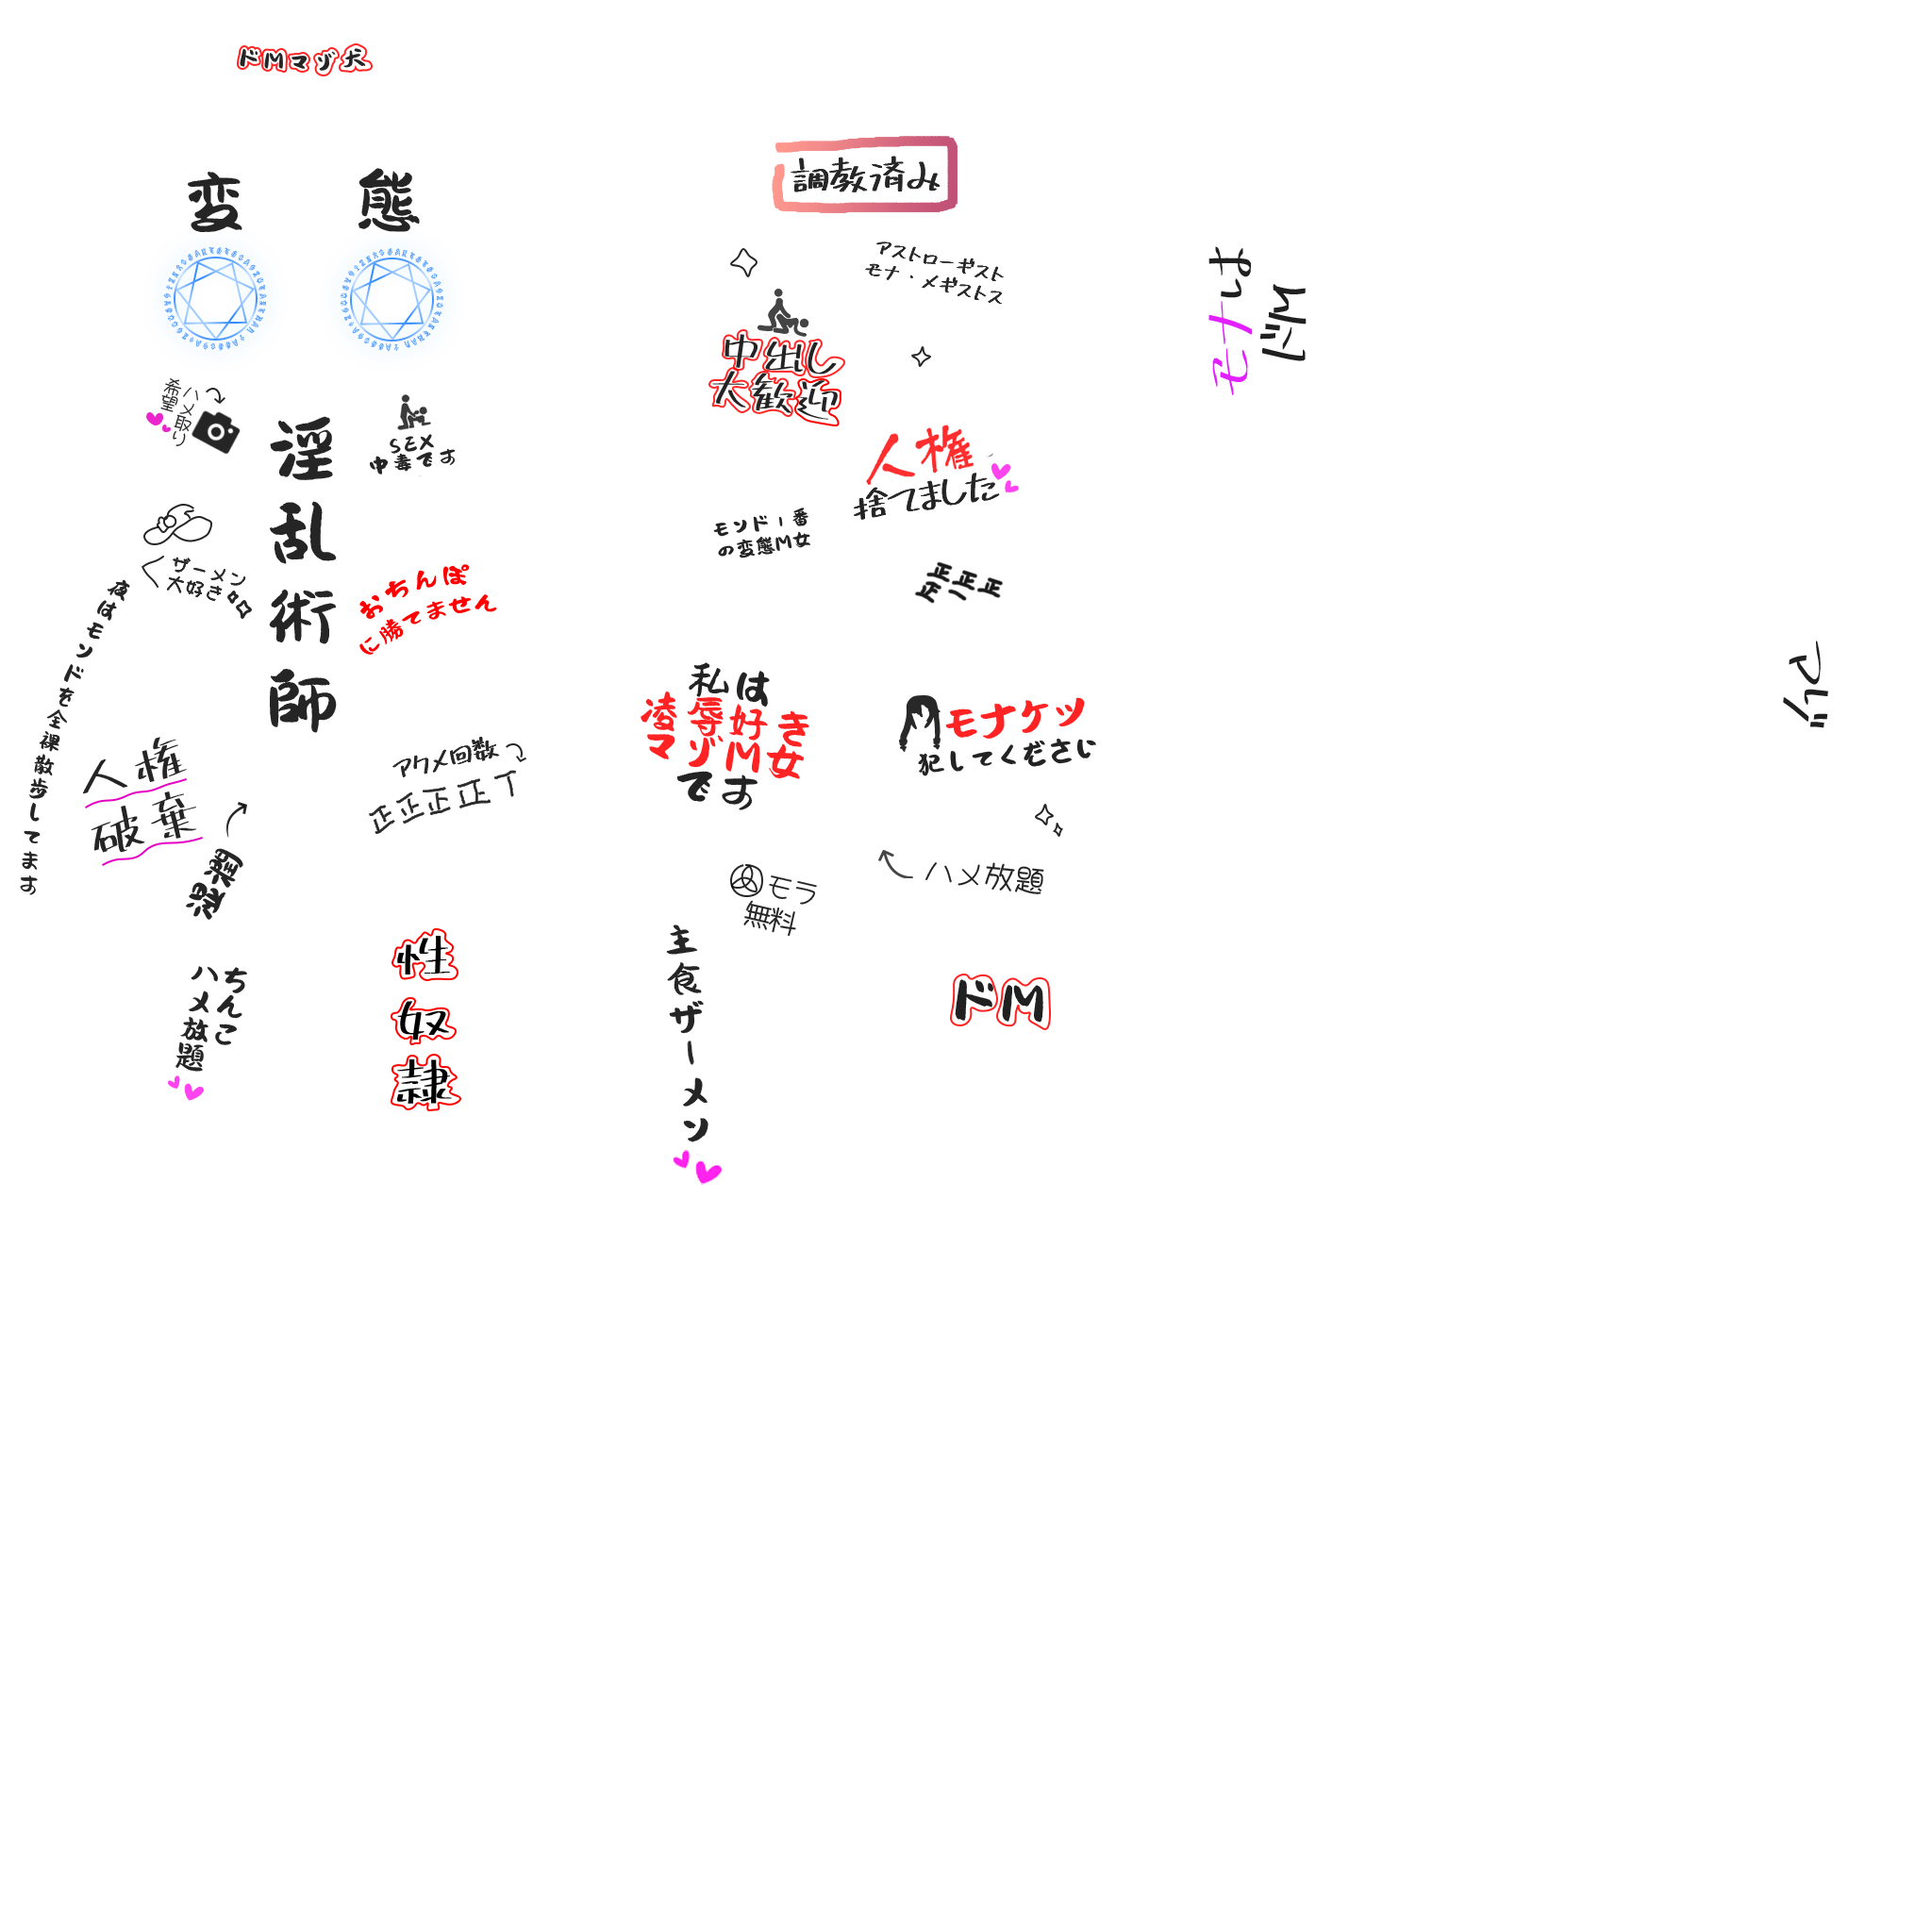 ドMマゾ犬
変態
ハメ取り
希望
淫乱術師
SEX
中毒です
ザーメン
大好き
おちんぽ
に勝てません
夜はモンドを全裸散歩してます
人権
破棄
アクメ回数
正正正正丅
ちんこ
ハメ放題
性奴隷
調教済み
アストローギスト
モナ・メギストス
中出し
大歓迎
人権
捨てました
モンド1番
の変態M女
正正正
正
私は
凌辱好き
マゾM女
です
モナケツ
犯してください
モラ
無料
ハメ放題
主食ザーメン
ドM
モナ
マゾ